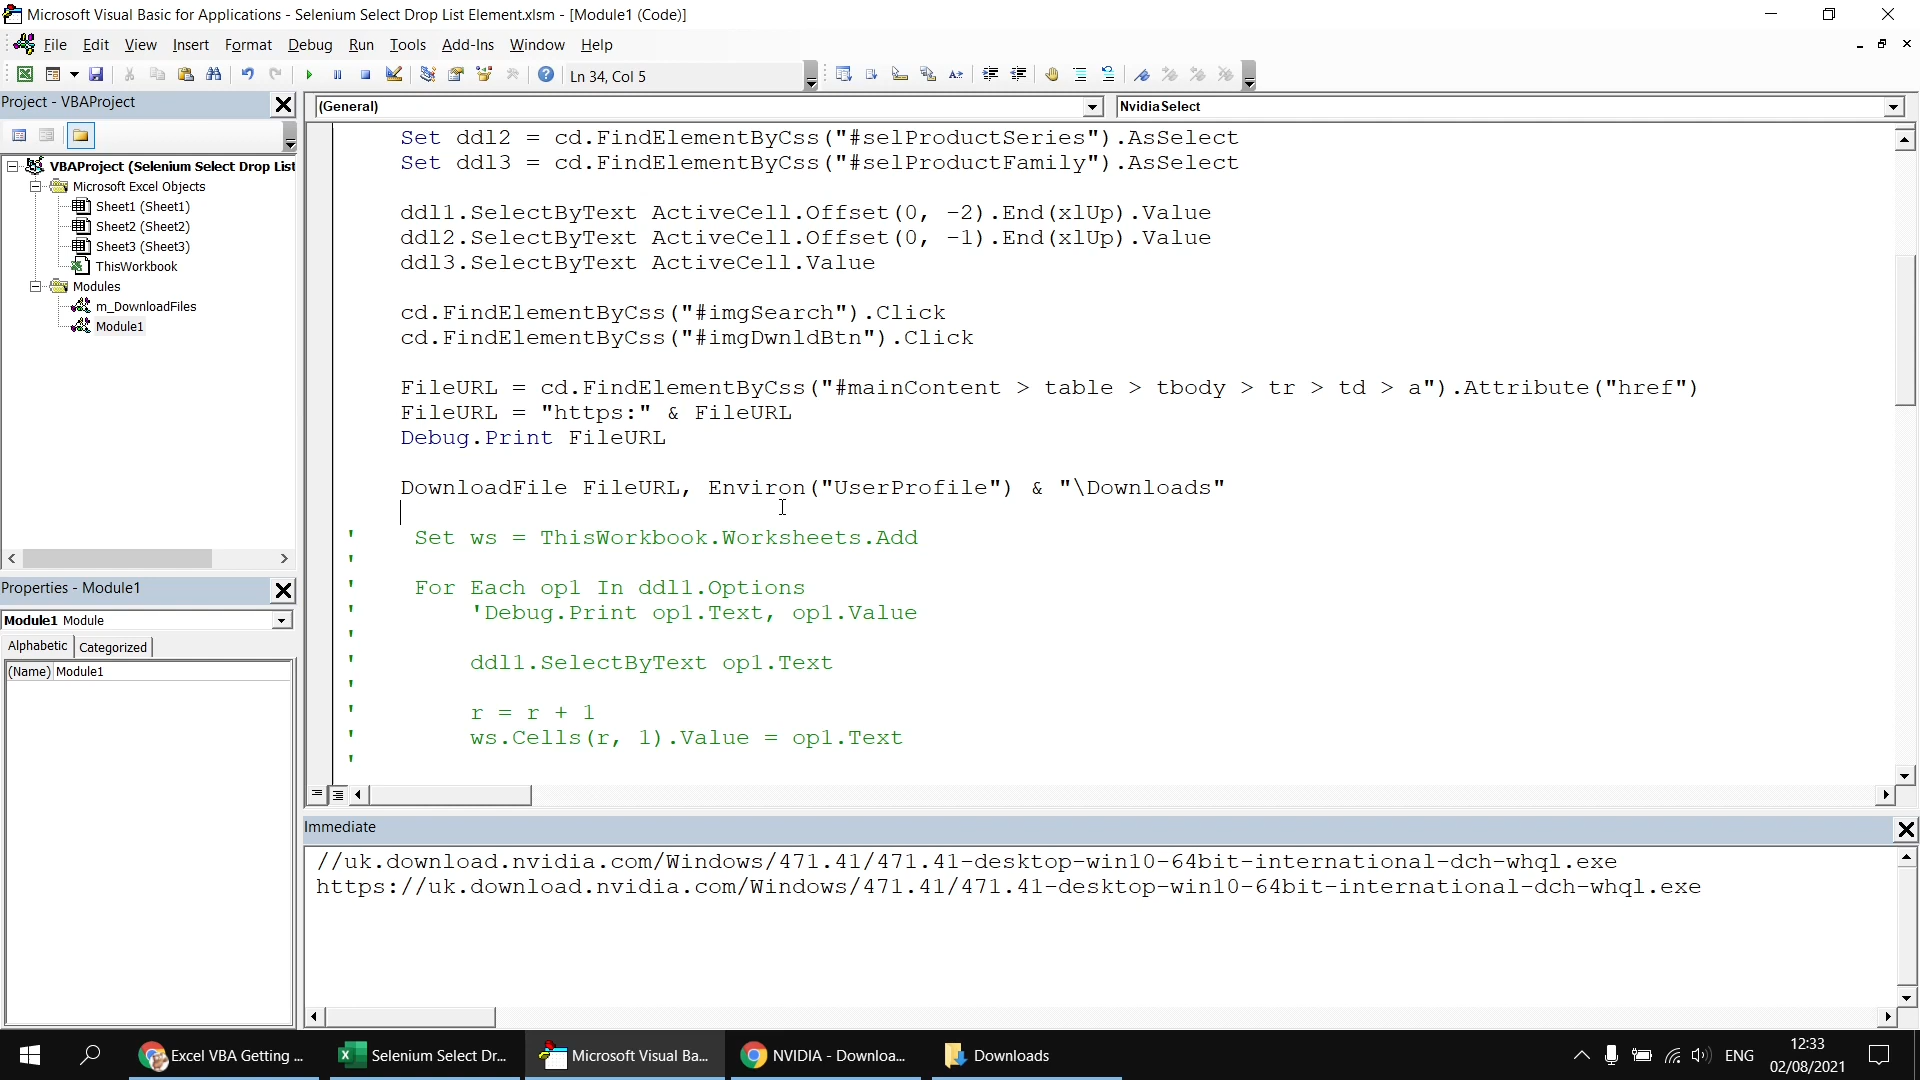 Microsoft Visual Basic for Applications - Selenium Select Drop List Element.xlsm - [Module1 (Code)]
File Edit View Insert Format Debug Run Tools Add-Ins Window Help
Ln 34, Col 5
Project - VBAProject
(General)
NvidiaSelect
VBAProject (Selenium Select Drop List
Microsoft Excel Objects
Sheet1 (Sheet1)
Sheet2 (Sheet2)
Sheet3 (Sheet3)
ThisWorkbook
Modules
m_DownloadFiles
Module1
Properties - Module1
Module1 Module
Alphabetic Categorized
(Name) Module1
Set ddl2 = cd.FindElementByCss("#selProductSeries").AsSelect
Set ddl3 = cd.FindElementByCss("#selProductFamily").AsSelect
ddl1.SelectByText ActiveCell.Offset(0, -2).End(xlUp).Value
ddl2.SelectByText ActiveCell.Offset(0, -1).End(xlUp).Value
ddl3.SelectByText ActiveCell.Value
cd.FindElementByCss("#imgSearch").Click
cd.FindElementByCss("#imgDwnldBtn").Click
FileURL = cd.FindElementByCss("#mainContent > table > tbody > tr > td > a").Attribute("href")
FileURL = "https:" & FileURL
Debug.Print FileURL
DownloadFile FileURL, Environ("UserProfile") & "\Downloads"
' Set ws = ThisWorkbook.Worksheets.Add
'
' For Each op1 In ddl1.Options
' 'Debug.Print op1.Text, op1.Value
'
' ddl1.SelectByText op1.Text
'
' r = r + 1
' ws.Cells(r, 1).Value = op1.Text
'
Immediate
//uk.download.nvidia.com/Windows/471.41/471.41-desktop-win10-64bit-international-dch-whql.exe
https://uk.download.nvidia.com/Windows/471.41/471.41-desktop-win10-64bit-international-dch-whql.exe
Excel VBA Getting ...
Selenium Select Dr...
Microsoft Visual Ba...
NVIDIA - Downloa...
Downloads
ENG
12:33
02/08/2021